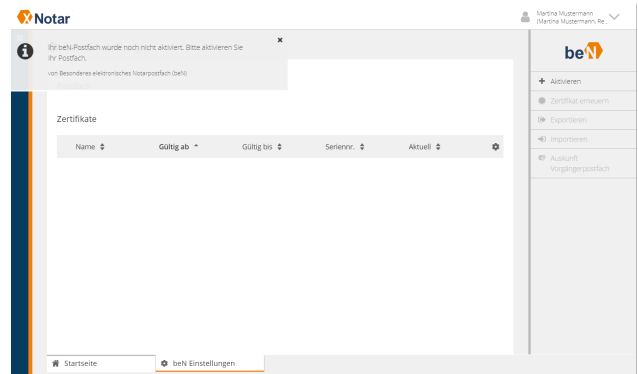 XNotar
Martina Mustermann
(Martina Mustermann, Re...
Ihr beN-Postfach wurde noch nicht aktiviert. Bitte aktivieren Sie
Ihr Postfach.
von Besonderes elektronisches Notarpostfach (beN)
beN
Aktivieren
Zertifikat erneuern
Exportieren
Importieren
Auskunft
Vorgängerpostfach
Zertifikate
Name Gültig ab Gültig bis Seriennr. Aktuell
Startseite beN Einstellungen